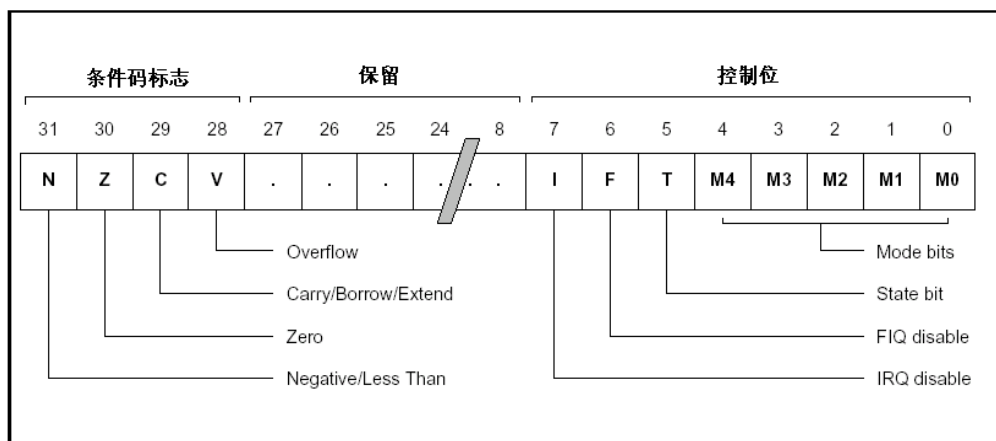 条件码标志 保留 控制位
31 30 29 28 27 26 25 24 8 7 6 5 4 3 2 1 0
N Z C V . . . . . I F T M4 M3 M2 M1 M0
Overflow Mode bits
Carry/Borrow/Extend State bit
Zero FIQ disable
Negative/Less Than IRQ disable